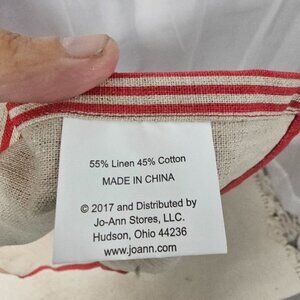 55% Linen 45% Cotton
MADE IN CHINA
© 2017 and Distributed by
Jo-Ann Stores, LLC.
Hudson, Ohio 44236
www.joann.com